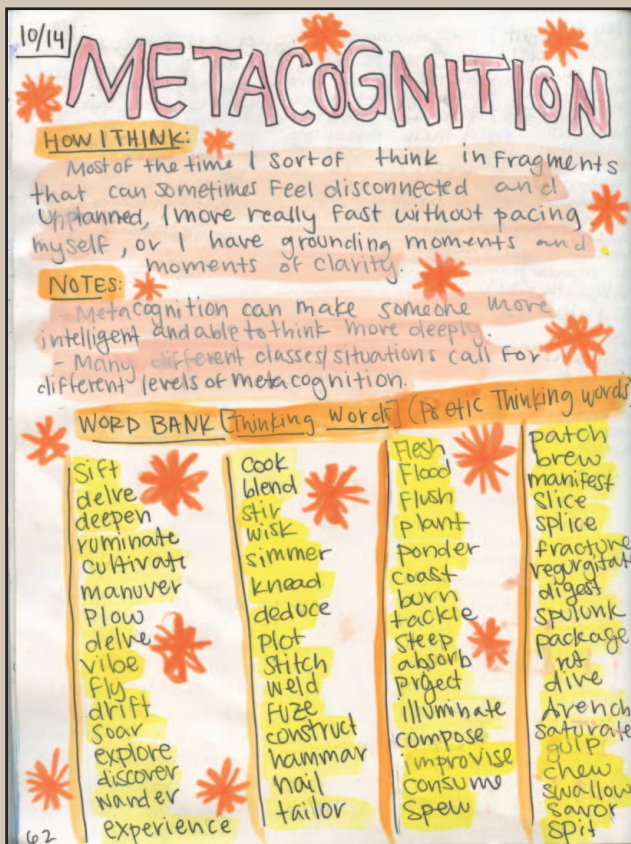 10/14
METACOGNITION
HOW I THINK:
Most of the time I sort of think in fragments
that can sometimes feel disconnected and
unplanned, I move really fast without pacing
myself, or I have grounding moments and
moments of clarity.
NOTES:
- Metacognition can make someone more
intelligent and able to think more deeply.
- Many different classes/situations call for
different levels of metacognition.
WORD BANK [Thinking words] (Poetic Thinking words)
Sift
delve
deepen
ruminate
cultivate
manuver
Plow
delve
vibe
fly
drift
soar
explore
discover
wander
experience
cook
blend
stir
wisk
simmer
knead
deduce
plot
stitch
weld
fuze
construct
hammar
nail
tailor
Flesh
Flood
flush
plant
ponder
coast
burn
tackle
steep
absorb
project
illuminate
compose
improvise
consume
spew
patch
brew
manifest
slice
splice
fracture
regurgitate
digest
spulunk
package
dive
drench
saturate
gulp
chew
swallow
savor
spit
62